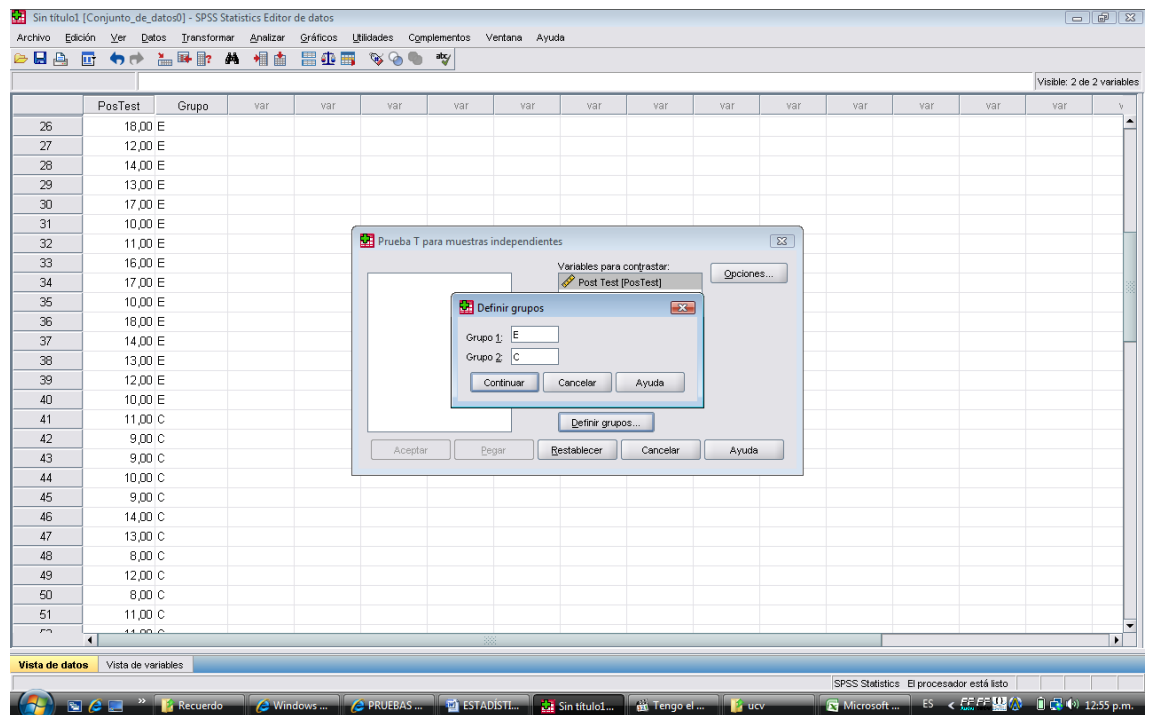 Sin título1 [Conjunto_de_datos0] - SPSS Statistics Editor de datos
Archivo Edición Ver Datos Transformar Analizar Gráficos Utilidades Complementos Ventana Ayuda
Visible: 2 de 2 variables
PosTest Grupo var var var var var var var var var var var var var v
26 18,00 E
27 12,00 E
28 14,00 E
29 13,00 E
30 17,00 E
31 10,00 E
32 11,00 E
33 16,00 E
34 17,00 E
35 10,00 E
36 18,00 E
37 14,00 E
38 13,00 E
39 12,00 E
40 10,00 E
41 11,00 C
42 9,00 C
43 9,00 C
44 10,00 C
45 9,00 C
46 14,00 C
47 13,00 C
48 8,00 C
49 12,00 C
50 8,00 C
51 11,00 C
Prueba T para muestras independientes
Variables para contrastar:
Opciones...
Post Test [PosTest]
Definir grupos
Grupo 1: E
Grupo 2: C
Continuar Cancelar Ayuda
Definir grupos...
Aceptar Pegar Restablecer Cancelar Ayuda
Vista de datos Vista de variables
SPSS Statistics El procesador está listo
Recuerdo Windows ... PRUEBAS ... ESTADÍSTI... Sin título1... Tengo el ... ucv Microsoft ... ES 12:55 p.m.